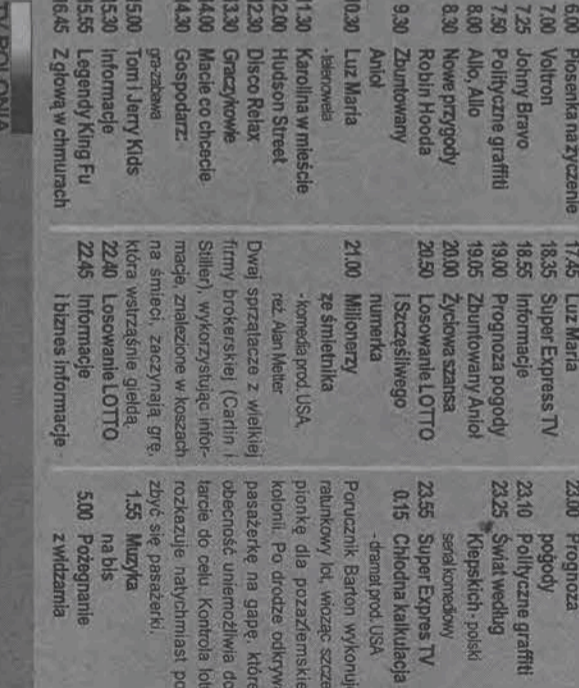 6.00 Piosenka na życzenie
7.00 Voltron
7.25 Johny Bravo
7.50 Polityczne graffiti
8.00 Allo, Allo
8.30 Nowe przygody
Robin Hooda
9.30 Zbuntowany
Anioł
10.30 Luz Maria
- telenowela
11.30 Karolina w mieście
12.00 Hudson Street
12.30 Disco Relax
13.30 Graczykowie
14.00 Macie co chcecie
14.30 Gospodarz:
gra-zabawa
15.00 Tom i Jerry Kids
15.30 Informacje
15.55 Legendy King Fu
16.45 Z głową w chmurach
17.45 Luz Maria
18.35 Super Express TV
18.55 Informacje
19.00 Prognoza pogody
19.05 Zbuntowany Anioł
20.00 Życiowa szansa
20.50 Losowanie LOTTO
i Szczęśliwego
numerka
21.00 Milionerzy
ze śmietnika
- komedia prod. USA,
reż. Alan Metter
Dwaj sprzątacze z wielkiej
firmy brokerskiej (Carlin i
Stiller), wykorzystując infor-
macje, znalezione w koszach
na śmieci, zaczynają grę,
która wstrząśnie giełdą.
22.40 Losowanie LOTTO
22.45 Informacje
i biznes informacje
23.00 Prognoza
pogody
23.10 Polityczne graffiti
23.25 Świat według
Kiepskich - polski
serial komediowy
23.55 Super Expres TV
0.15 Chłodna kalkulacja
- dramat prod. USA
Porucznik Barton wykonuj
ratunkowy lot, wioząc szcze
pionkę dla pozaziemskie
kolonii. Po drodze odkrywa
pasażerkę na gapę, które
obecność uniemożliwia do
tarcie do celu. Kontrola lotu
rozkazuje natychmiast po
zbyć się pasażerki.
1.55 Muzyka
na bis
5.00 Pożegnanie
z widzamia
TV POLONIA